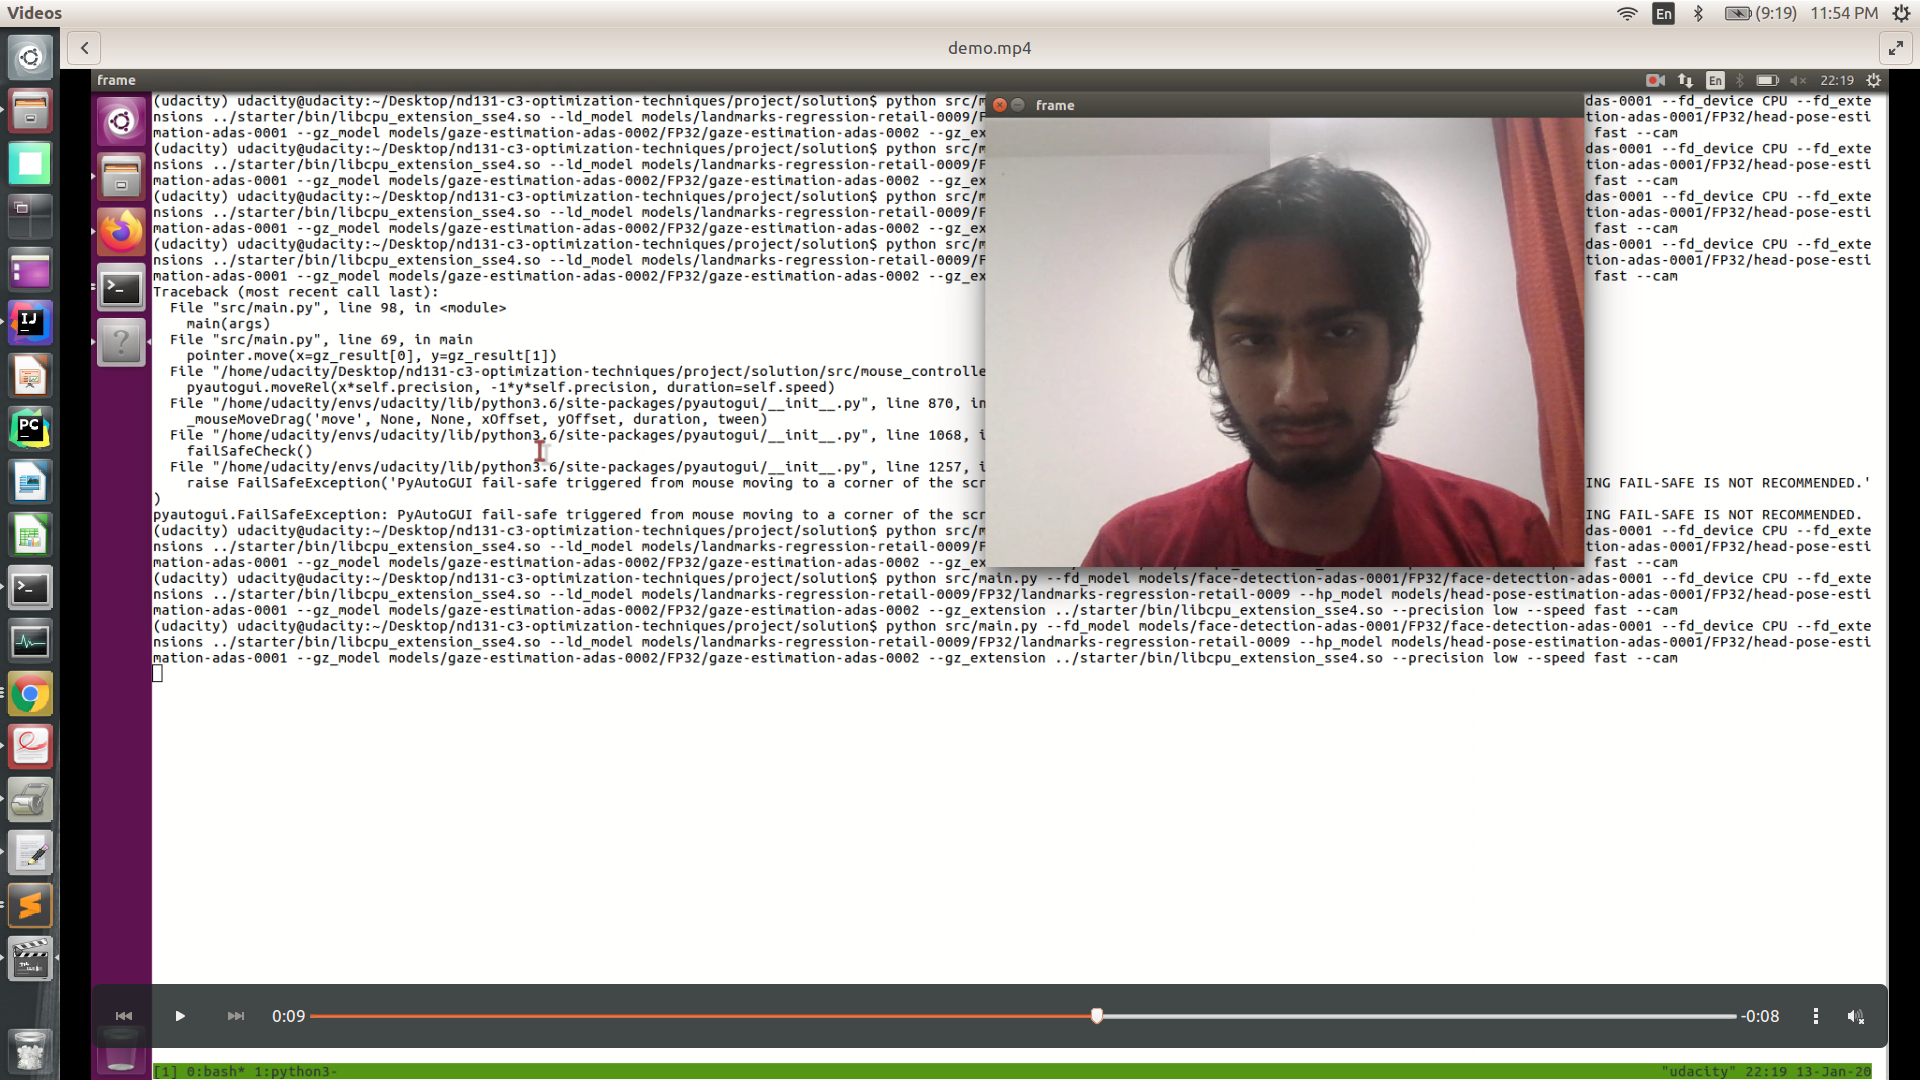 Videos
En
(9:19)
11:54 PM
demo.mp4
frame
En
22:19
(udacity) udacity@udacity:~/Desktop/nd131-c3-optimization-techniques/project/solution$ python src/m
das-0001 --fd_device CPU --fd_exte
nsions ../starter/bin/libcpu_extension_sse4.so --ld_model models/landmarks-regression-retail-0009/F
tion-adas-0001/FP32/head-pose-esti
mation-adas-0001 --gz_model models/gaze-estimation-adas-0002/FP32/gaze-estimation-adas-0002 --gz_ex
fast --cam
(udacity) udacity@udacity:~/Desktop/nd131-c3-optimization-techniques/project/solution$ python src/m
das-0001 --fd_device CPU --fd_exte
nsions ../starter/bin/libcpu_extension_sse4.so --ld_model models/landmarks-regression-retail-0009/F
tion-adas-0001/FP32/head-pose-esti
mation-adas-0001 --gz_model models/gaze-estimation-adas-0002/FP32/gaze-estimation-adas-0002 --gz_ex
fast --cam
(udacity) udacity@udacity:~/Desktop/nd131-c3-optimization-techniques/project/solution$ python src/m
das-0001 --fd_device CPU --fd_exte
nsions ../starter/bin/libcpu_extension_sse4.so --ld_model models/landmarks-regression-retail-0009/F
tion-adas-0001/FP32/head-pose-esti
mation-adas-0001 --gz_model models/gaze-estimation-adas-0002/FP32/gaze-estimation-adas-0002 --gz_ex
fast --cam
(udacity) udacity@udacity:~/Desktop/nd131-c3-optimization-techniques/project/solution$ python src/m
das-0001 --fd_device CPU --fd_exte
nsions ../starter/bin/libcpu_extension_sse4.so --ld_model models/landmarks-regression-retail-0009/F
tion-adas-0001/FP32/head-pose-esti
mation-adas-0001 --gz_model models/gaze-estimation-adas-0002/FP32/gaze-estimation-adas-0002 --gz_ex
fast --cam
Traceback (most recent call last):
File "src/main.py", line 98, in <module>
main(args)
File "src/main.py", line 69, in main
pointer.move(x=gz_result[0], y=gz_result[1])
File "/home/udacity/Desktop/nd131-c3-optimization-techniques/project/solution/src/mouse_controlle
pyautogui.moveRel(x*self.precision, -1*y*self.precision, duration=self.speed)
File "/home/udacity/envs/udacity/lib/python3.6/site-packages/pyautogui/__init__.py", line 870, in
_mouseMoveDrag('move', None, None, xOffset, yOffset, duration, tween)
File "/home/udacity/envs/udacity/lib/python3.6/site-packages/pyautogui/__init__.py", line 1068, i
failSafeCheck()
File "/home/udacity/envs/udacity/lib/python3.6/site-packages/pyautogui/__init__.py", line 1257, i
raise FailSafeException('PyAutoGUI fail-safe triggered from mouse moving to a corner of the scr
ING FAIL-SAFE IS NOT RECOMMENDED.'
)
pyautogui.FailSafeException: PyAutoGUI fail-safe triggered from mouse moving to a corner of the scr
ING FAIL-SAFE IS NOT RECOMMENDED.
(udacity) udacity@udacity:~/Desktop/nd131-c3-optimization-techniques/project/solution$ python src/m
das-0001 --fd_device CPU --fd_exte
nsions ../starter/bin/libcpu_extension_sse4.so --ld_model models/landmarks-regression-retail-0009/F
tion-adas-0001/FP32/head-pose-esti
mation-adas-0001 --gz_model models/gaze-estimation-adas-0002/FP32/gaze-estimation-adas-0002 --gz_ex
fast --cam
(udacity) udacity@udacity:~/Desktop/nd131-c3-optimization-techniques/project/solution$ python src/main.py --fd_model models/face-detection-adas-0001/FP32/face-detection-adas-0001 --fd_device CPU --fd_exte
nsions ../starter/bin/libcpu_extension_sse4.so --ld_model models/landmarks-regression-retail-0009/FP32/landmarks-regression-retail-0009 --hp_model models/head-pose-estimation-adas-0001/FP32/head-pose-esti
mation-adas-0001 --gz_model models/gaze-estimation-adas-0002/FP32/gaze-estimation-adas-0002 --gz_extension ../starter/bin/libcpu_extension_sse4.so --precision low --speed fast --cam
(udacity) udacity@udacity:~/Desktop/nd131-c3-optimization-techniques/project/solution$ python src/main.py --fd_model models/face-detection-adas-0001/FP32/face-detection-adas-0001 --fd_device CPU --fd_exte
nsions ../starter/bin/libcpu_extension_sse4.so --ld_model models/landmarks-regression-retail-0009/FP32/landmarks-regression-retail-0009 --hp_model models/head-pose-estimation-adas-0001/FP32/head-pose-esti
mation-adas-0001 --gz_model models/gaze-estimation-adas-0002/FP32/gaze-estimation-adas-0002 --gz_extension ../starter/bin/libcpu_extension_sse4.so --precision low --speed fast --cam
frame
IJ
PC
0:09
-0:08
[1] 0:bash* 1:python3-
"udacity" 22:19 13-Jan-20